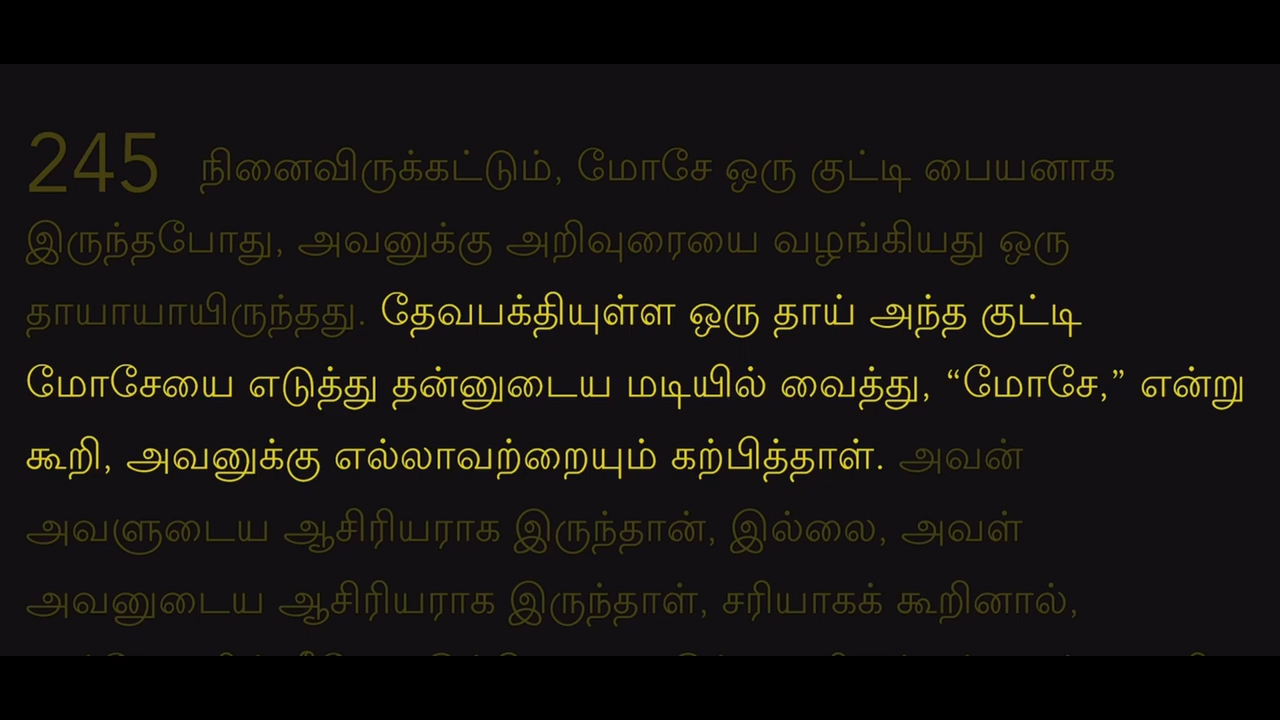 245 நினைவிருக்கட்டும், மோசே ஒரு குட்டி பையனாக
இருந்தபோது, அவனுக்கு அறிவுரையை வழங்கியது ஒரு
தாயாயாயிருந்தது. தேவபக்தியுள்ள ஒரு தாய் அந்த குட்டி
மோசேயை எடுத்து தன்னுடைய மடியில் வைத்து, “மோசே,” என்று
கூறி, அவனுக்கு எல்லாவற்றையும் கற்பித்தாள். அவன்
அவளுடைய ஆசிரியராக இருந்தான், இல்லை, அவள்
அவனுடைய ஆசிரியராக இருந்தாள், சரியாகக் கூறினால்,